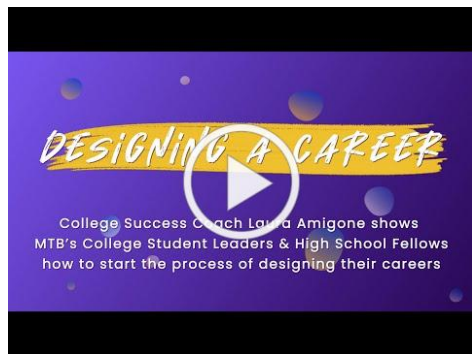 DESIGNING A CAREER
College Success Coach Laura Amigone shows
MTB's College Student Leaders & High School Fellows
how to start the process of designing their careers